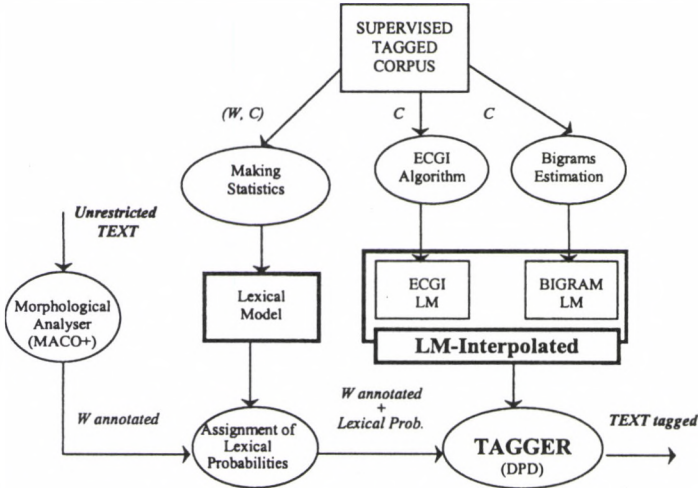 SUPERVISED
TAGGED
CORPUS
(W, C)
C
C
Making
Statistics
ECGI
Algorithm
Bigrams
Estimation
Unrestricted
TEXT
Morphological
Analyser
(MACO+)
Lexical
Model
ECGI
LM
BIGRAM
LM
LM-Interpolated
W annotated
Assignment of
Lexical
Probabilities
W annotated
+
Lexical Prob.
TAGGER
(DPD)
TEXT tagged